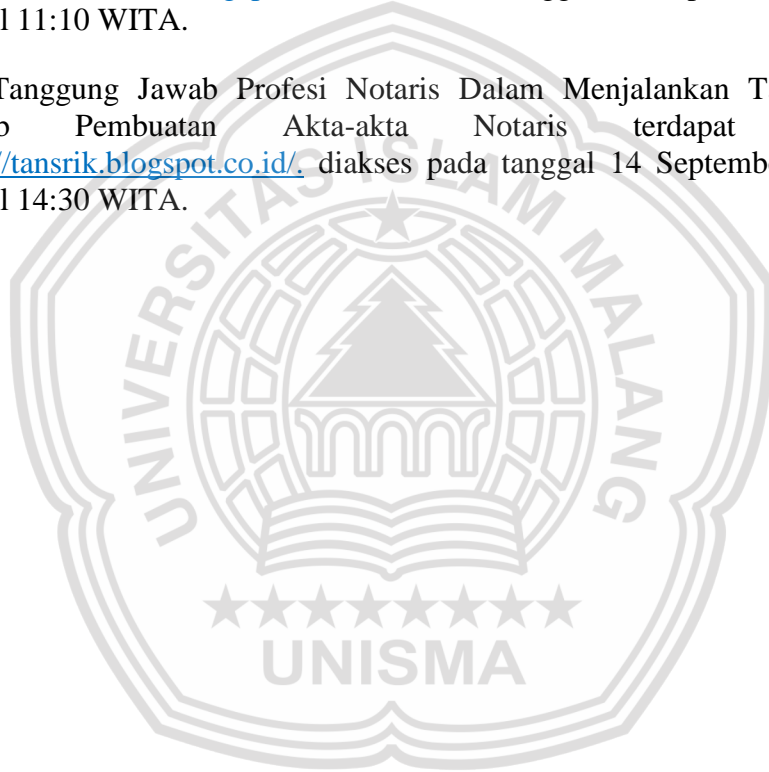 l 11:10 WITA.
Tanggung Jawab Profesi Notaris Dalam Menjalankan T
b Pembuatan Akta-akta Notaris terdapat
//tansrik.blogspot.co.id/. diakses pada tanggal 14 Septemb
l 14:30 WITA.
UNIVERSITAS ISLAM MALANG
UNISMA